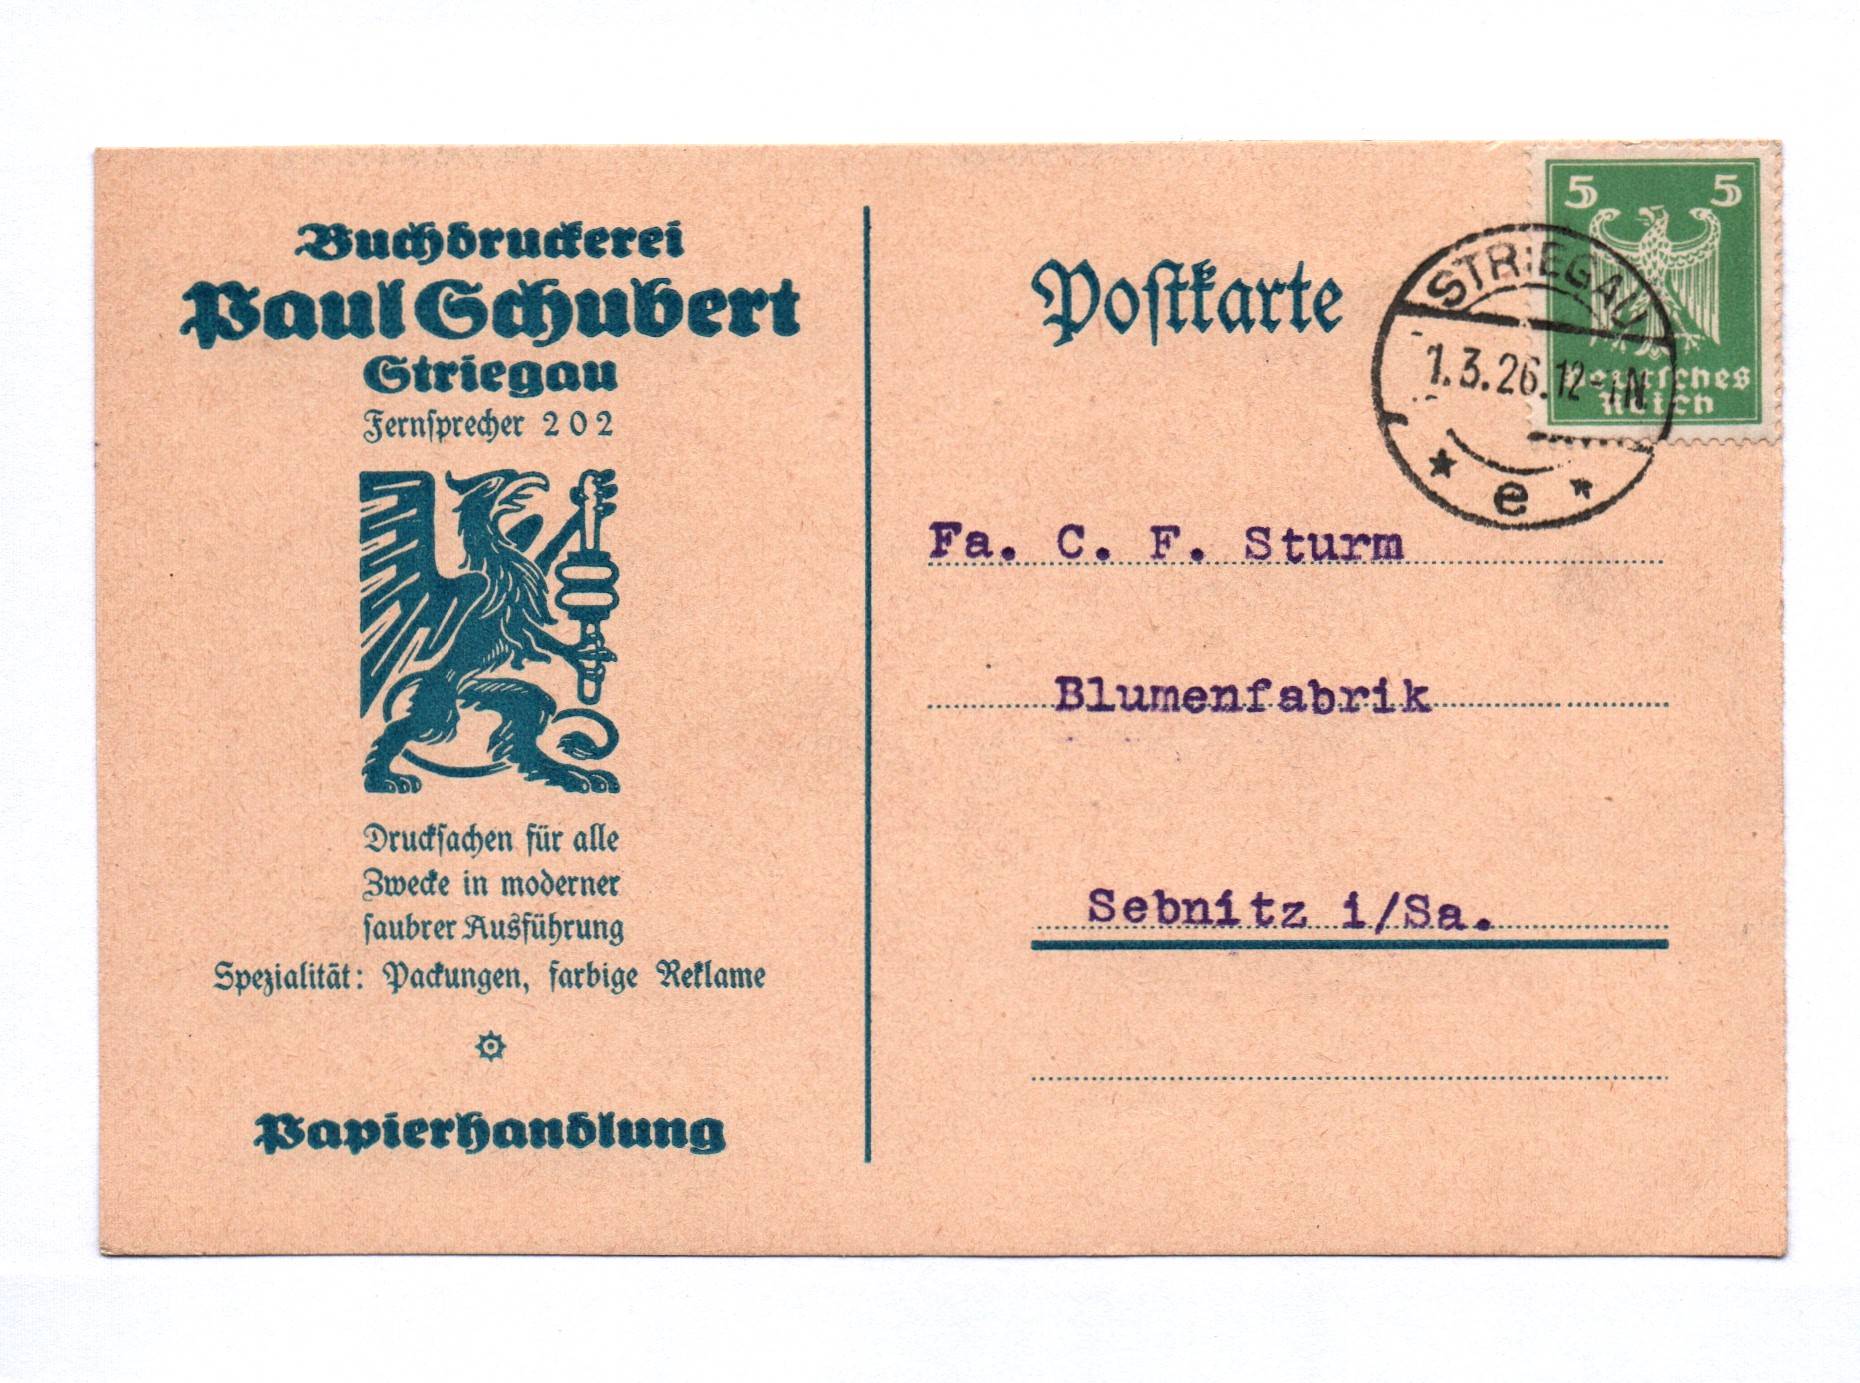 Buchdruckerei
Paul Schubert
Striegau
Fernsprecher 202
Drucksachen für alle
Zwecke in moderner
saubrer Ausführung
Spezialität: Packungen, farbige Reklame
Papierhandlung
Postkarte
5 5
Deutsches
Reich
STRIEGAU
1.3.26.12-1N
* e *
Fa. C. F. Sturm
Blumenfabrik
Sebnitz i/Sa.